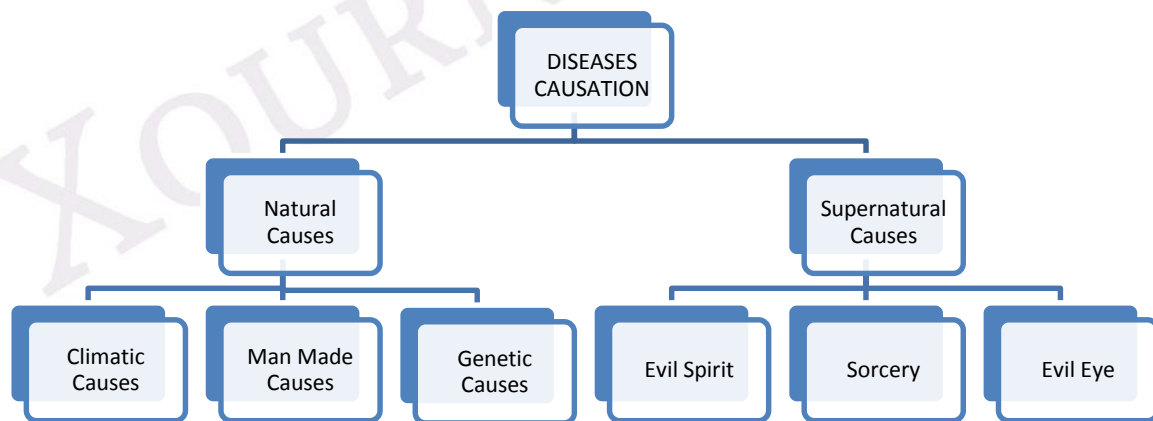 DISEASES
CAUSATION
Natural
Causes
Supernatural
Causes
Climatic
Causes
Man Made
Causes
Genetic
Causes
Evil Spirit
Sorcery
Evil Eye